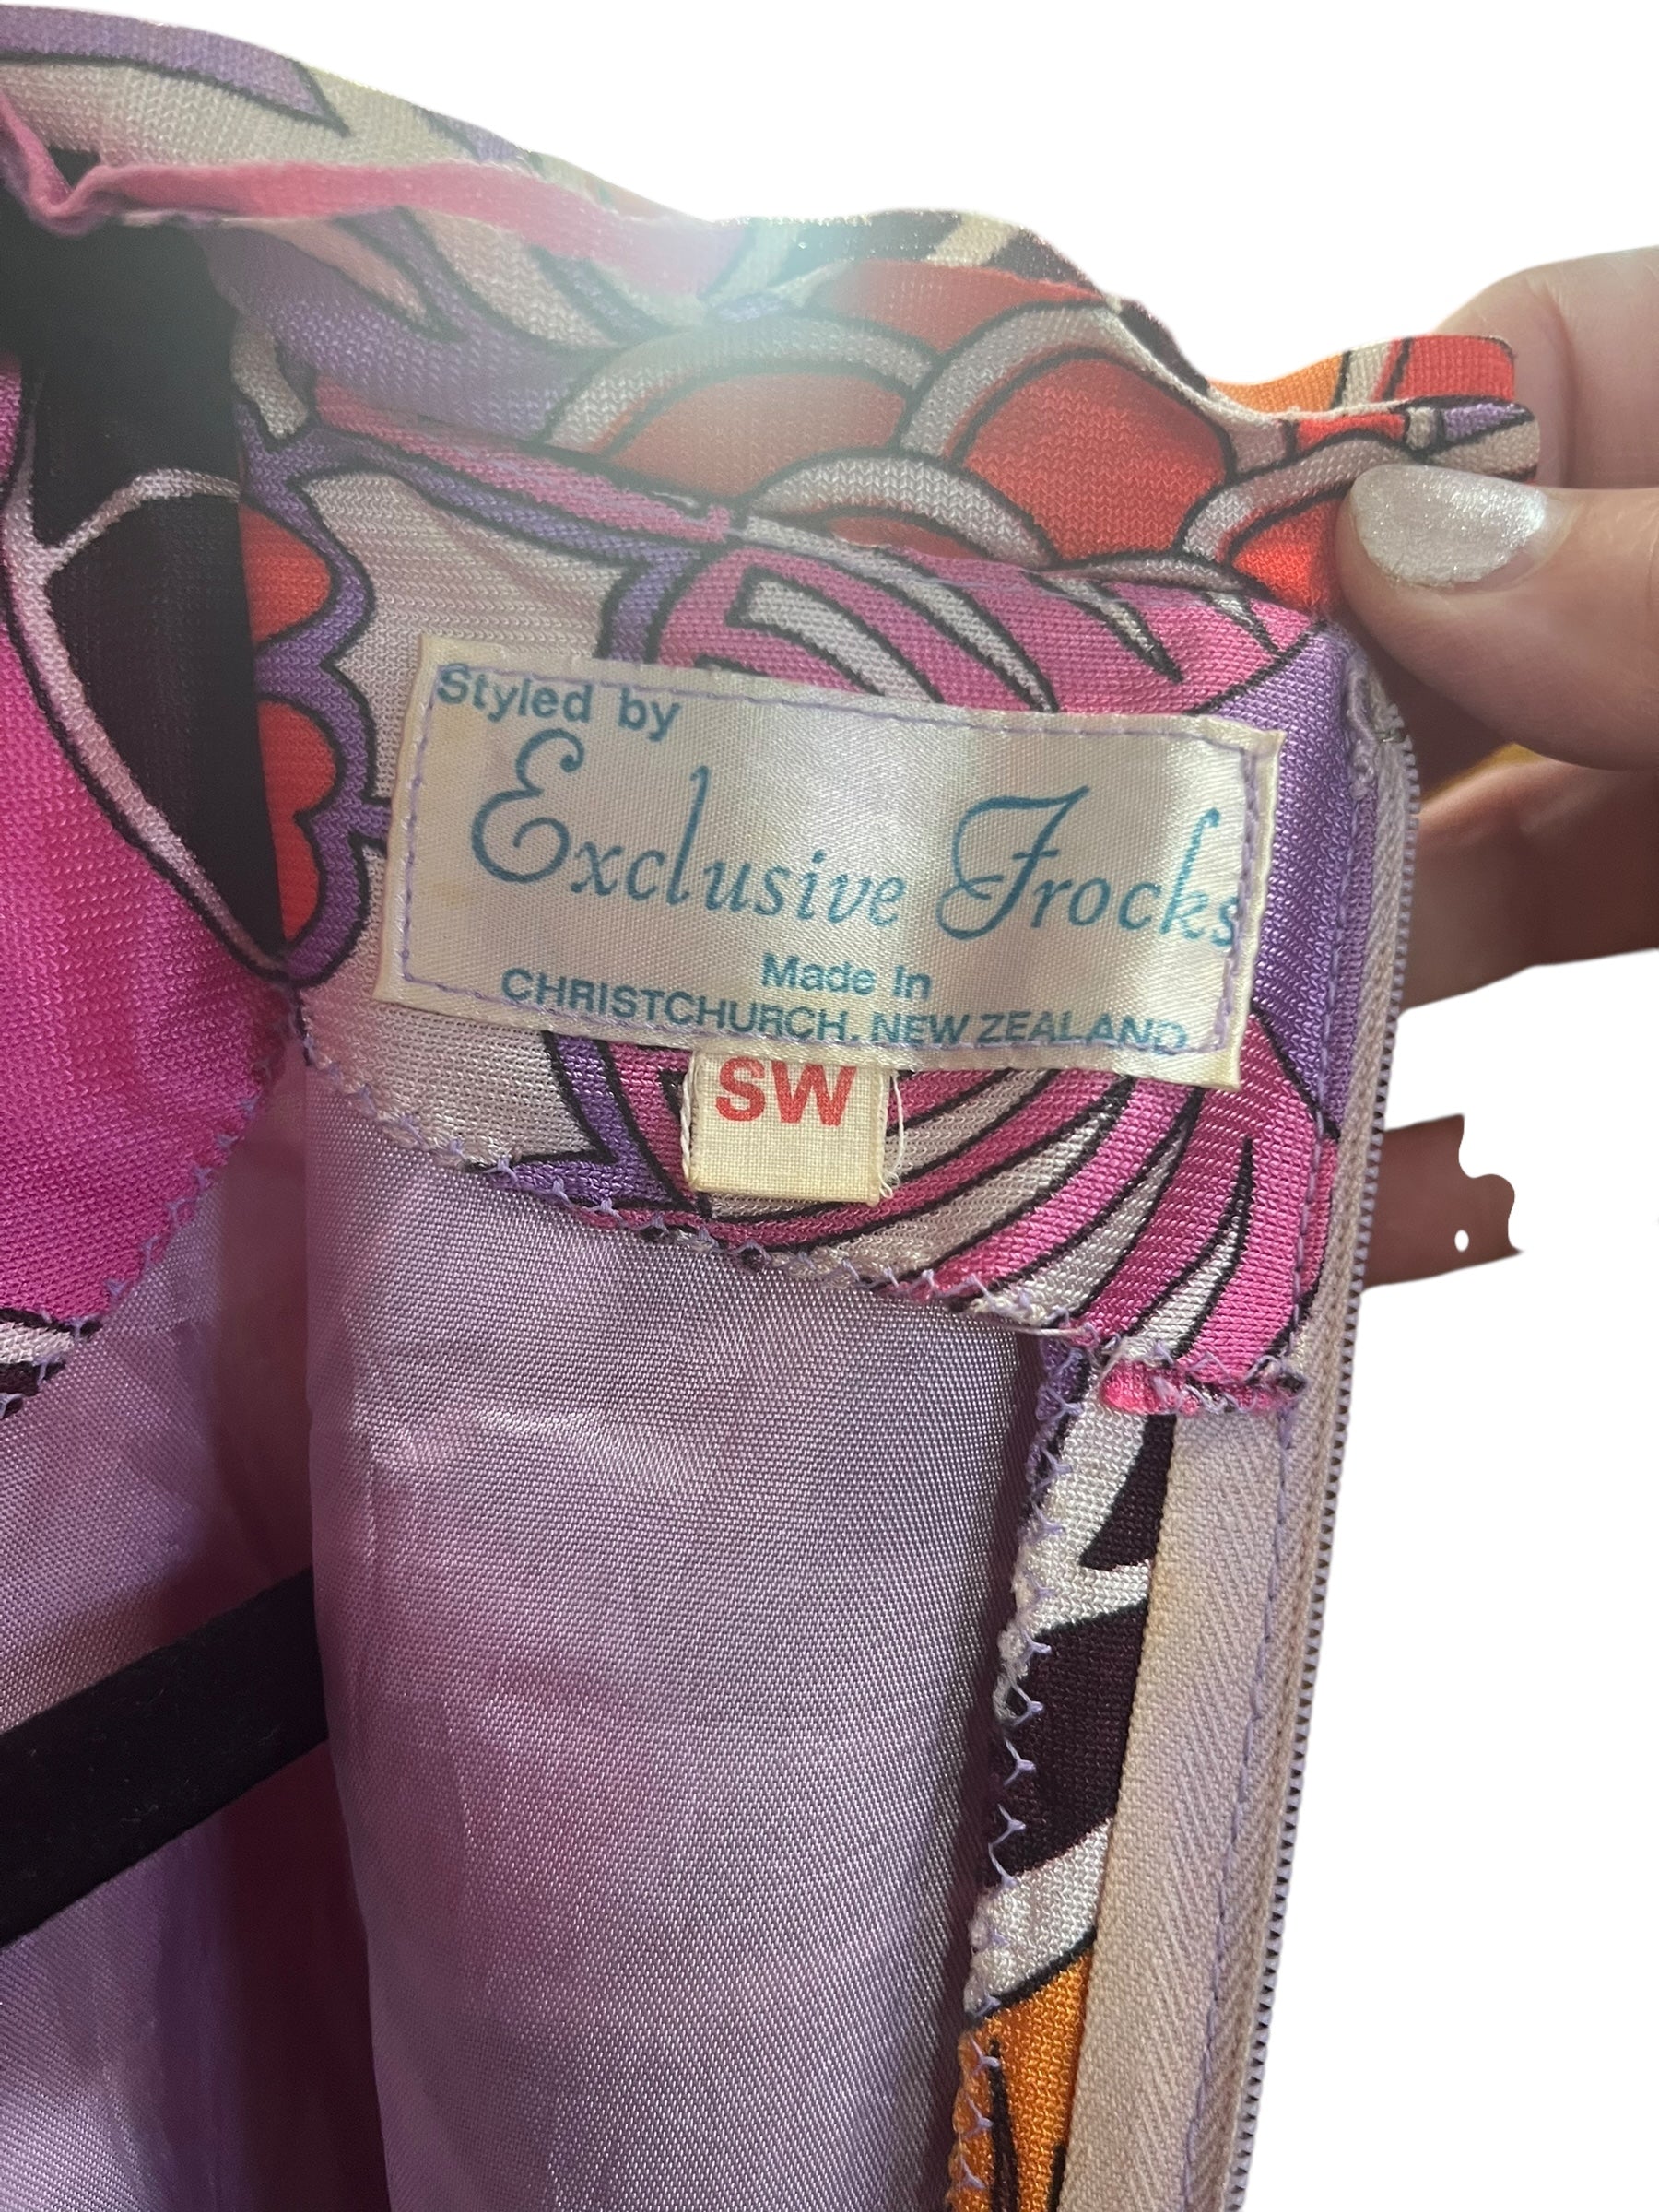 Styled by
Exclusive Frocks
Made In
CHRISTCHURCH, NEW ZEALAND
SW